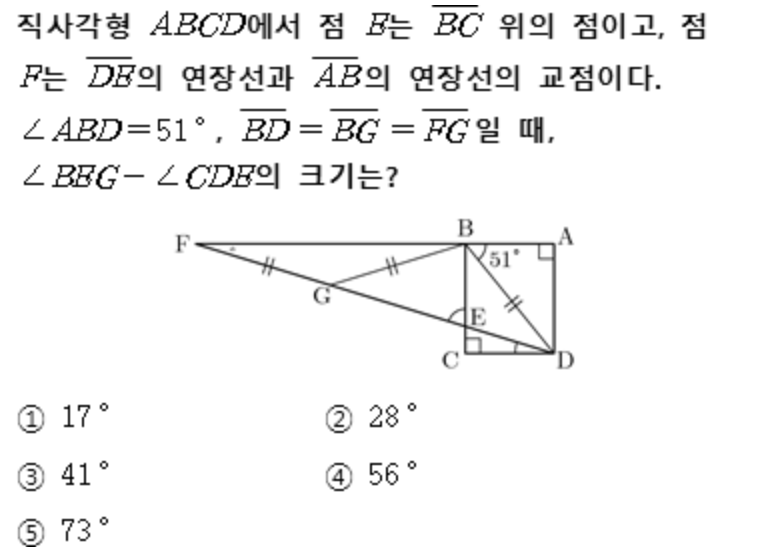 직사각형 ABCD에서 점 E는 BC 위의 점이고, 점
F는 DE의 연장선과 AB의 연장선의 교점이다.
∠ABD=51°, BD=BG=FG일 때,
∠BEG-∠CDE의 크기는?
B
F
A
51°
G
E
C
D
① 17° ② 28°
③ 41° ④ 56°
⑤ 73°